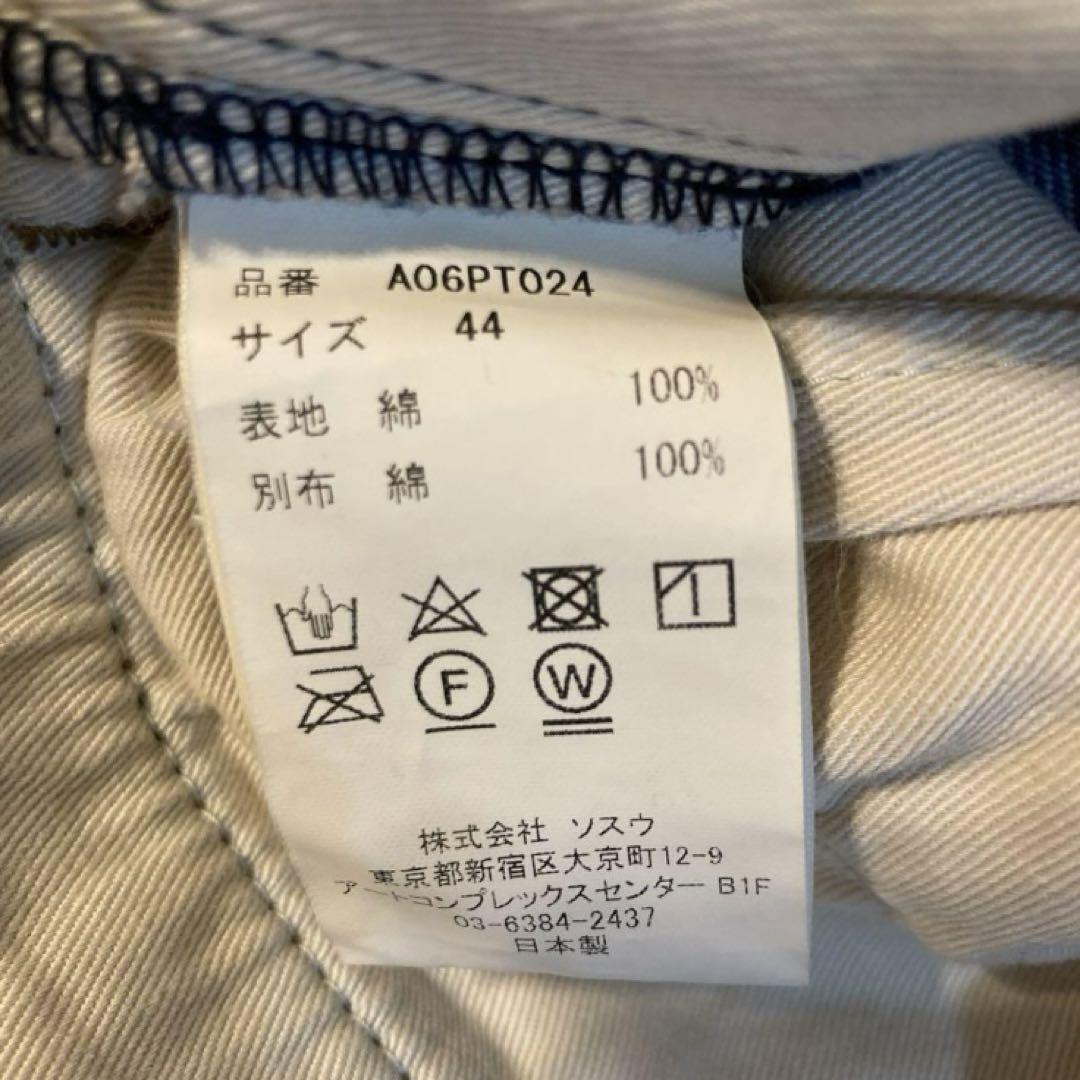 品番 A06PT024
サイズ 44
表地 綿 100%
別布 綿 100%
F W
株式会社 ソスウ
東京都新宿区大京町12-9
アートコンプレックスセンター B1F
03-6384-2437
日本製